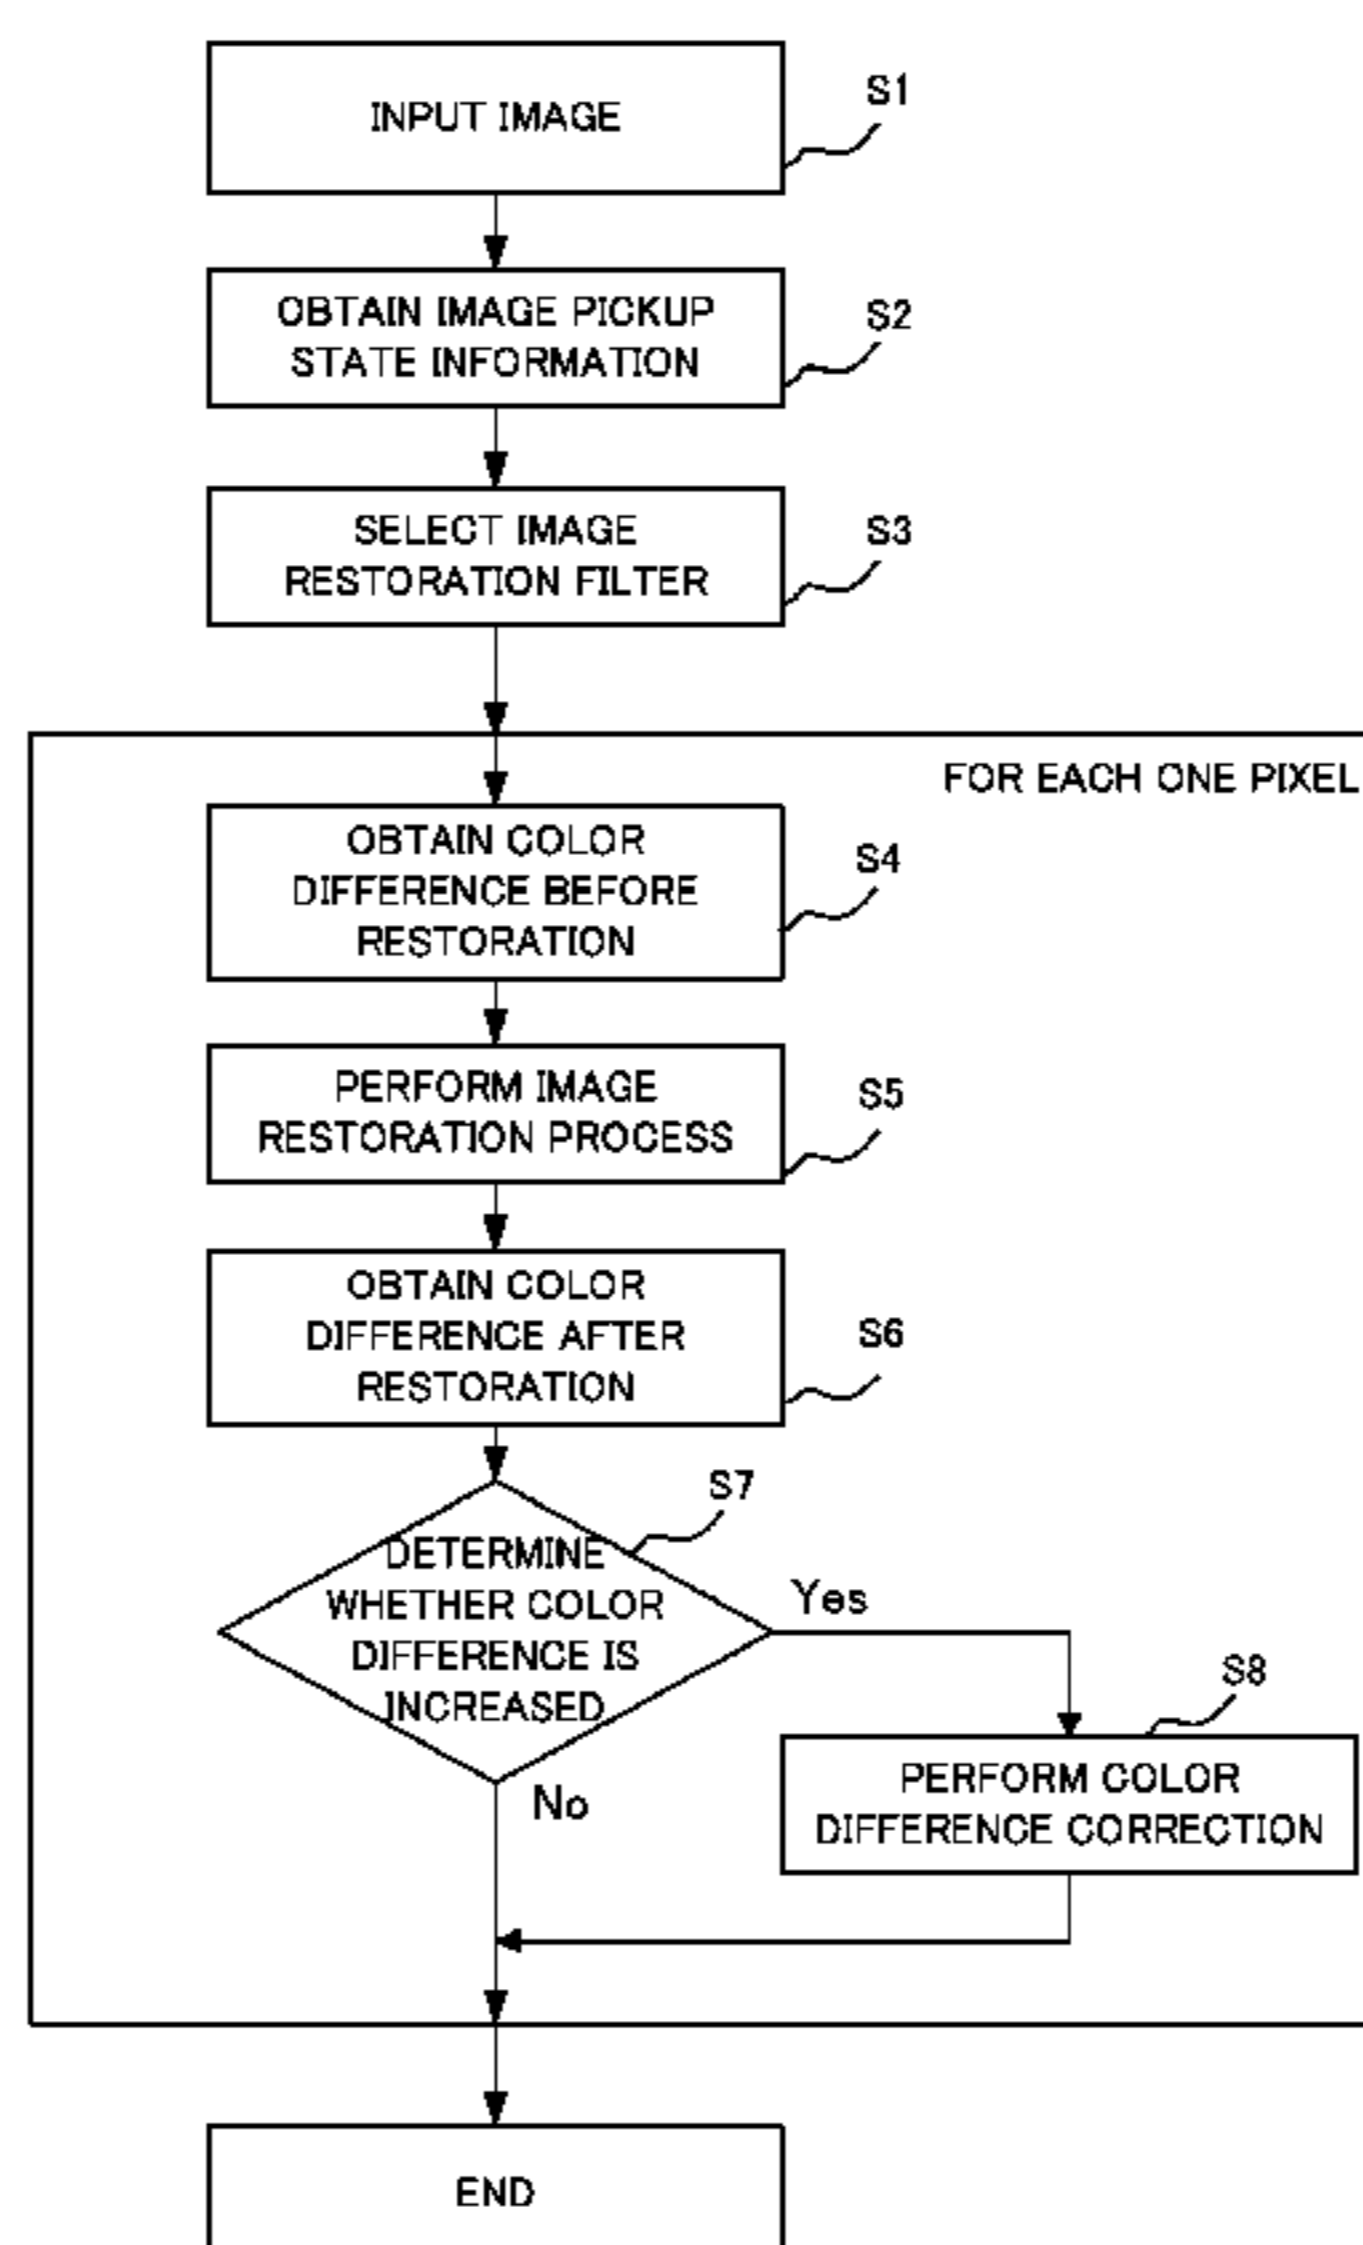 INPUT IMAGE
S1
OBTAIN IMAGE PICKUP
STATE INFORMATION
S2
SELECT IMAGE
RESTORATION FILTER
S3
FOR EACH ONE PIXEL
OBTAIN COLOR
DIFFERENCE BEFORE
RESTORATION
S4
PERFORM IMAGE
RESTORATION PROCESS
S5
OBTAIN COLOR
DIFFERENCE AFTER
RESTORATION
S6
S7
DETERMINE
WHETHER COLOR
DIFFERENCE IS
INCREASED
Yes
No
S8
PERFORM COLOR
DIFFERENCE CORRECTION
END